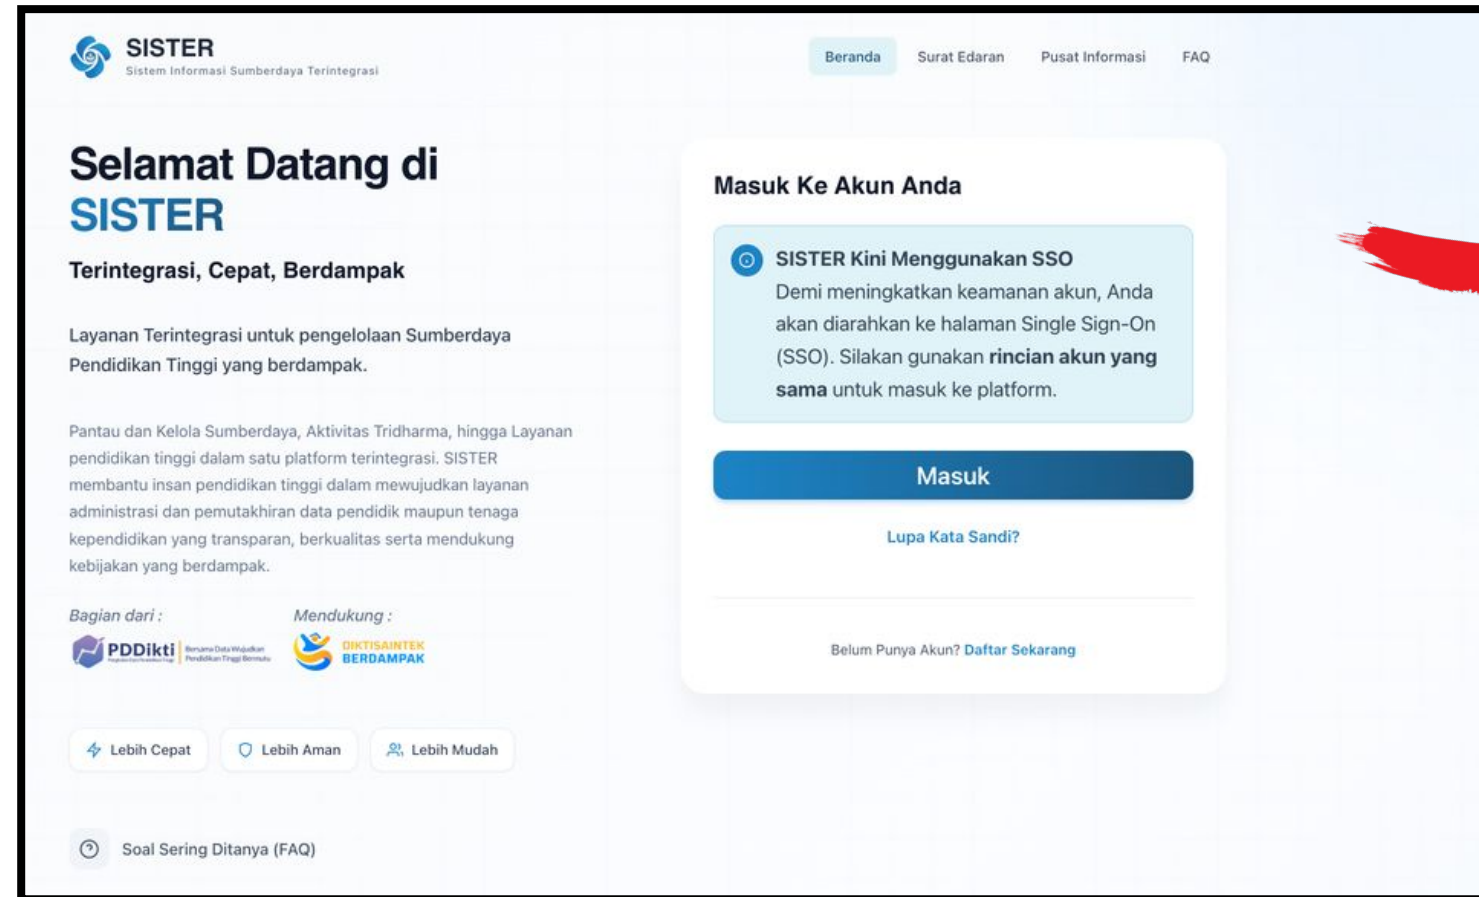 SISTER
Sistem Informasi Sumberdaya Terintegrasi
Beranda
Surat Edaran
Pusat Informasi
FAQ
Selamat Datang di
SISTER
Terintegrasi, Cepat, Berdampak
Layanan Terintegrasi untuk pengelolaan Sumberdaya
Pendidikan Tinggi yang berdampak.
Pantau dan Kelola Sumberdaya, Aktivitas Tridharma, hingga Layanan
pendidikan tinggi dalam satu platform terintegrasi. SISTER
membantu insan pendidikan tinggi dalam mewujudkan layanan
administrasi dan pemutakhiran data pendidik maupun tenaga
kependidikan yang transparan, berkualitas serta mendukung
kebijakan yang berdampak.
Bagian dari :
PDDikti
Bersama Data Wujudkan
Pendidikan Tinggi Bermutu
Mendukung :
DIKTISAINTEK
BERDAMPAK
Lebih Cepat
Lebih Aman
Lebih Mudah
Soal Sering Ditanya (FAQ)
Masuk Ke Akun Anda
SISTER Kini Menggunakan SSO
Demi meningkatkan keamanan akun, Anda
akan diarahkan ke halaman Single Sign-On
(SSO). Silakan gunakan rincian akun yang
sama untuk masuk ke platform.
Masuk
Lupa Kata Sandi?
Belum Punya Akun? Daftar Sekarang